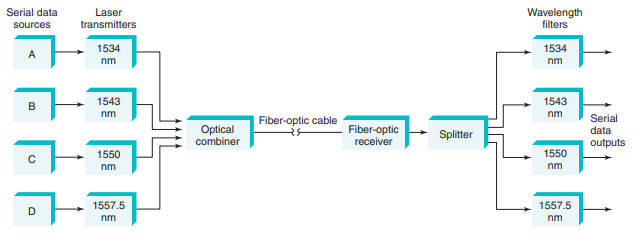 Serial data
sources
Laser
transmitters
Wavelength
filters
A
1534
nm
1534
nm
B
1543
nm
1543
nm
Serial
data
outputs
Optical
combiner
Fiber-optic cable
Fiber-optic
receiver
Splitter
C
1550
nm
1550
nm
D
1557.5
nm
1557.5
nm